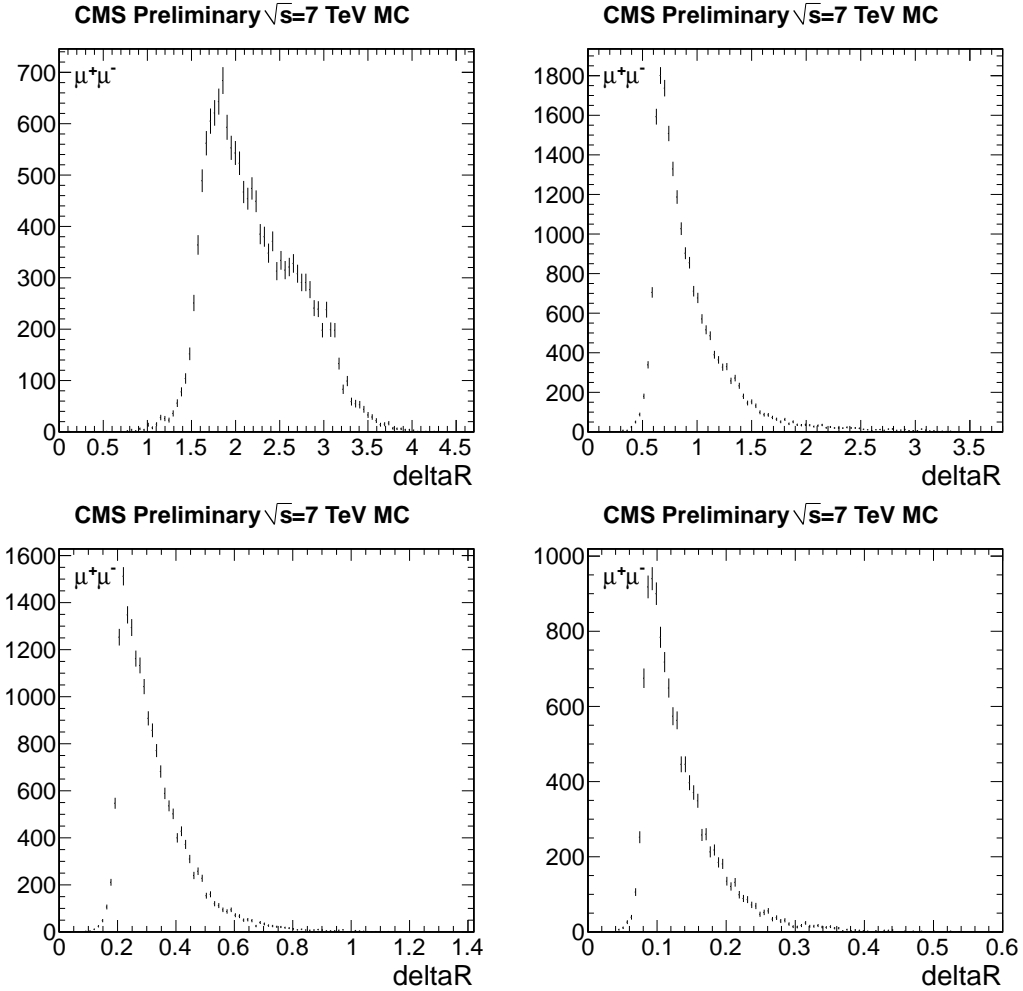 CMS Preliminary √s=7 TeV MC
μ+μ-
700
600
500
400
300
200
100
0
0 0.5 1 1.5 2 2.5 3 3.5 4 4.5
deltaR
CMS Preliminary √s=7 TeV MC
μ+μ-
1800
1600
1400
1200
1000
800
600
400
200
0
0 0.5 1 1.5 2 2.5 3 3.5
deltaR
CMS Preliminary √s=7 TeV MC
μ+μ-
1600
1400
1200
1000
800
600
400
200
0
0 0.2 0.4 0.6 0.8 1 1.2 1.4
deltaR
CMS Preliminary √s=7 TeV MC
μ+μ-
1000
800
600
400
200
0
0 0.1 0.2 0.3 0.4 0.5 0.6
deltaR